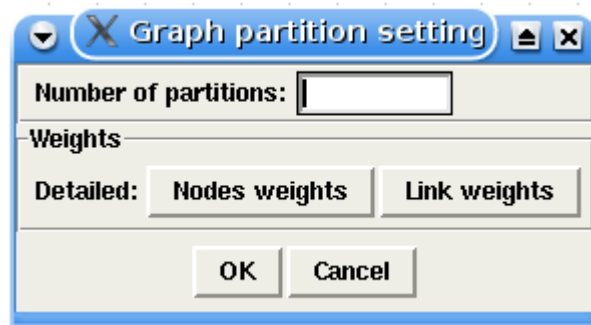 Graph partition setting
Number of partitions:
Weights
Detailed: Nodes weights Link weights
OK Cancel